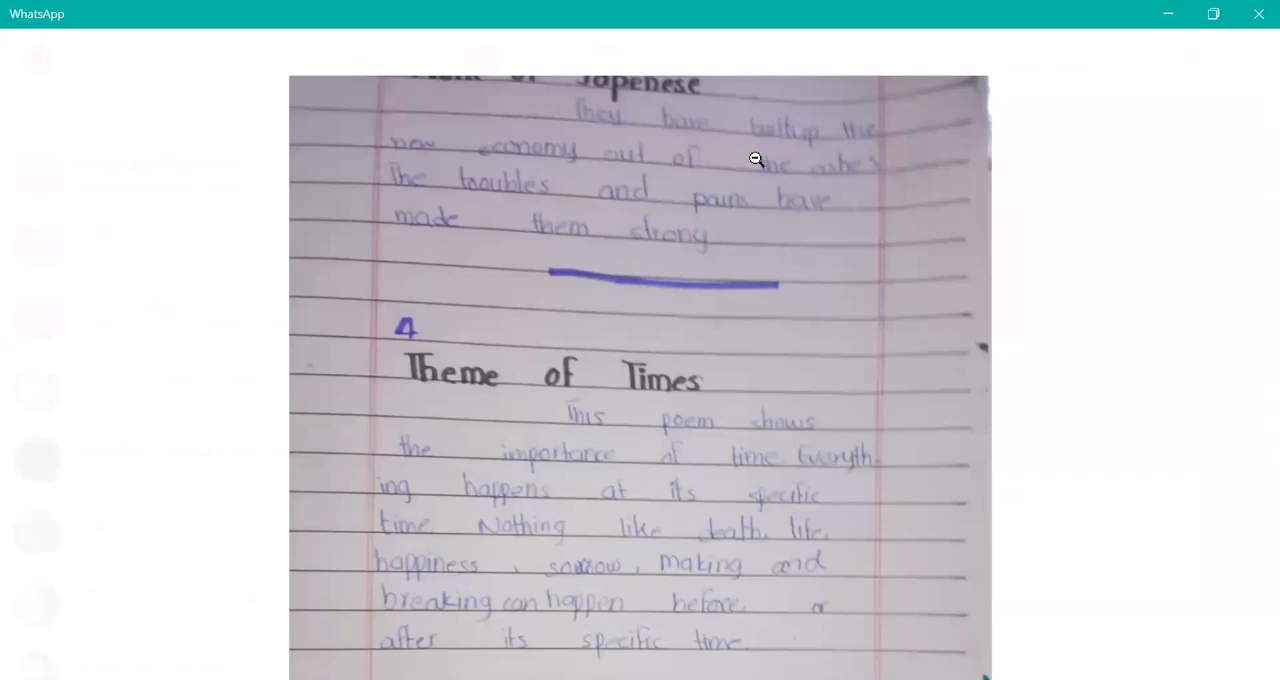 WhatsApp
of Japenese
They have builtup the
new economy out of the ashes
The troubles and pains have
made them strong
4
Theme of Times
This poem shows
the importance of time. Everyth-
ing happens at its specific
time. Nothing like death, life,
happiness, sorrow, making and
breaking can happen before or
after its specific time.